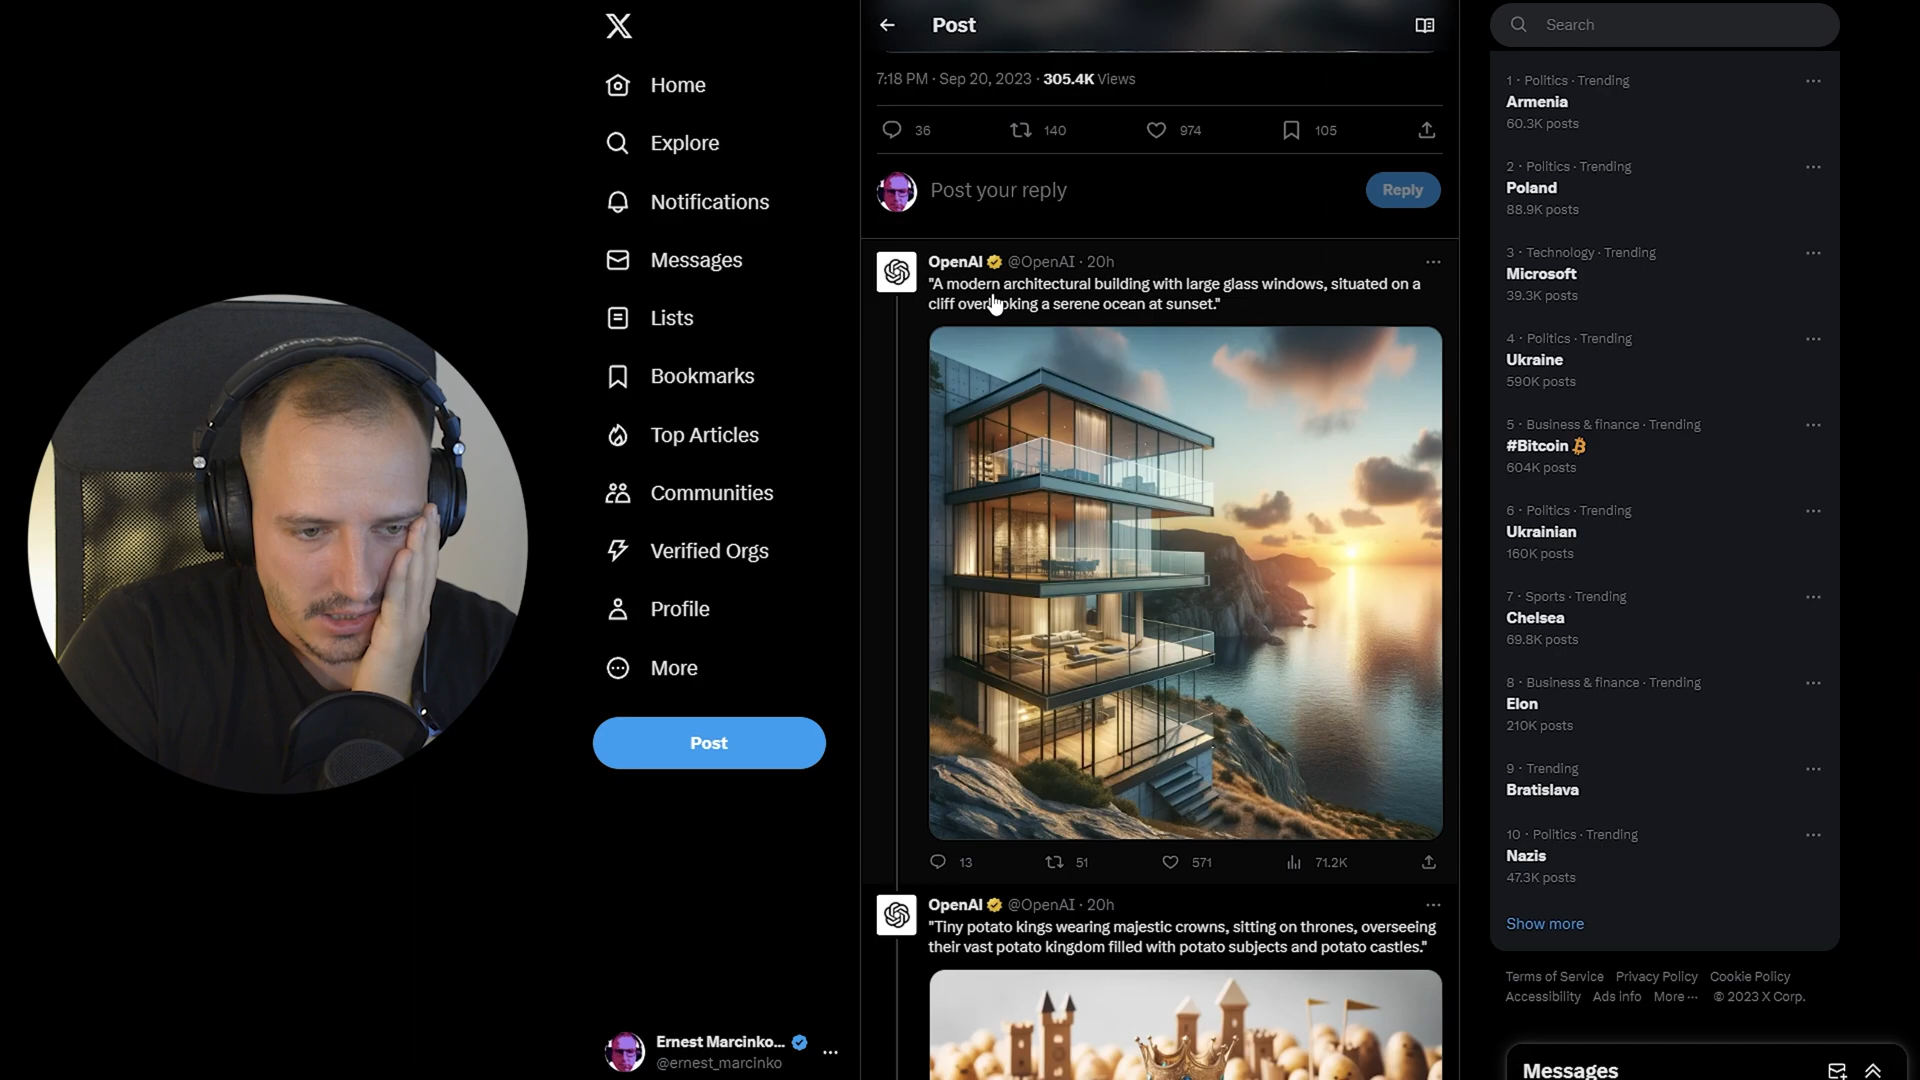 Home
Explore
Notifications
Messages
Lists
Bookmarks
Top Articles
Communities
Verified Orgs
Profile
More
Post
Ernest Marcinko...
@ernest_marcinko
Post
7:18 PM · Sep 20, 2023 · 305.4K Views
36
140
974
105
Post your reply
Reply
OpenAI @OpenAI · 20h
"A modern architectural building with large glass windows, situated on a
cliff overlooking a serene ocean at sunset."
13
51
571
71.2K
OpenAI @OpenAI · 20h
"Tiny potato kings wearing majestic crowns, sitting on thrones, overseeing
their vast potato kingdom filled with potato subjects and potato castles."
Search
1 · Politics · Trending
Armenia
60.3K posts
2 · Politics · Trending
Poland
88.9K posts
3 · Technology · Trending
Microsoft
39.3K posts
4 · Politics · Trending
Ukraine
590K posts
5 · Business & finance · Trending
#Bitcoin
604K posts
6 · Politics · Trending
Ukrainian
160K posts
7 · Sports · Trending
Chelsea
69.8K posts
8 · Business & finance · Trending
Elon
210K posts
9 · Trending
Bratislava
10 · Politics · Trending
Nazis
47.3K posts
Show more
Terms of Service Privacy Policy Cookie Policy
Accessibility Ads info More ··· © 2023 X Corp.
Messages